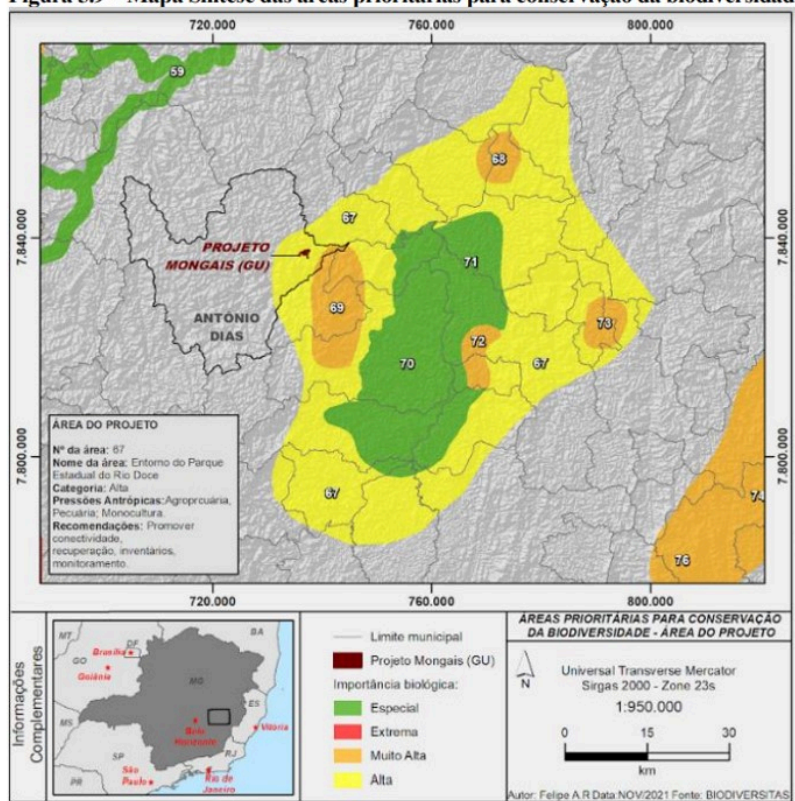 Figura 5.9 – Mapa Síntese das áreas prioritárias para conservação da biodiversidad
720.000
760.000
800.000
59
68
7.840.000
67
7.840.000
PROJETO
MONGAIS (GU)
71
69
73
ANTÔNIO
DIAS
72
70
67
ÁREA DO PROJETO
Nº da área: 67
Nome da área: Entorno do Parque
Estadual do Rio Doce
Categoria: Alta
Pressões Antrópicas:Agroprcuária,
Pecuária; Monocultura.
Recomendações: Promover
conectividade,
recuperação, inventários,
monitoramento.
7.800.000
7.800.000
67
74
76
720.000
760.000
800.000
Informações
Complementares
MT
DF
BA
Brasília
GO
Goiânia
MG
ES
MS
Belo
Horizonte
Vitória
SP
RJ
São
Paulo
Rio de
Janeiro
PR
Limite municipal
Projeto Mongais (GU)
Importância biológica:
Especial
Extrema
Muito Alta
Alta
ÁREAS PRIORITÁRIAS PARA CONSERVAÇÃO
DA BIODIVERSIDADE - ÁREA DO PROJETO
N
Universal Transverse Mercator
Sirgas 2000 - Zone 23s
1:950.000
0
15
30
km
Autor: Felipe A.R Data:NOV/2021 Fonte: BIODIVERSITAS